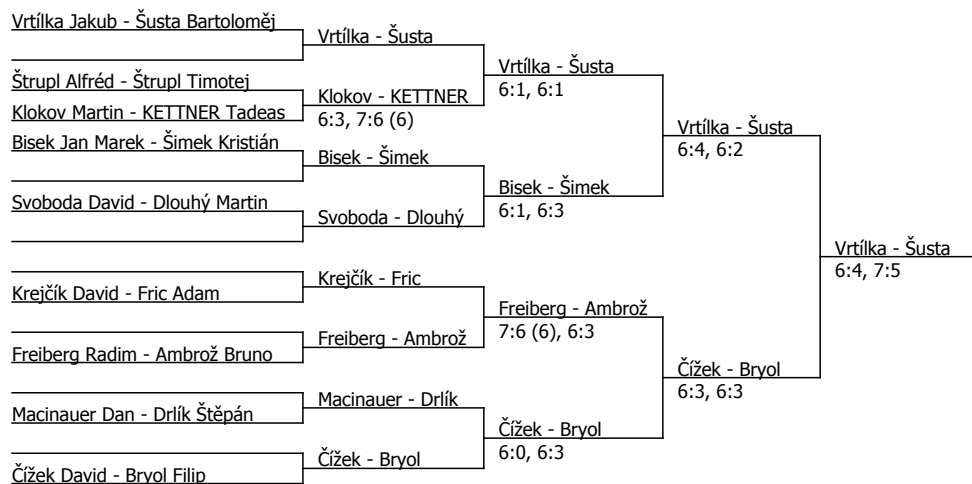 Vrtílka Jakub - Šusta Bartoloměj
Štrupl Alfréd - Štrupl Timotej
Klokov Martin - KETTNER Tadeas
Bisek Jan Marek - Šimek Kristián
Svoboda David - Dlouhý Martin
Krejčík David - Fric Adam
Freiberg Radim - Ambrož Bruno
Macinauer Dan - Drlík Štěpán
Čížek David - Bryol Filip
Vrtílka - Šusta
Klokov - KETTNER
6:3, 7:6 (6)
Bisek - Šimek
Svoboda - Dlouhý
Krejčík - Fric
Freiberg - Ambrož
Macinauer - Drlík
Čížek - Bryol
Vrtílka - Šusta
6:1, 6:1
Bisek - Šimek
6:1, 6:3
Freiberg - Ambrož
7:6 (6), 6:3
Čížek - Bryol
6:0, 6:3
Vrtílka - Šusta
6:4, 6:2
Čížek - Bryol
6:3, 6:3
Vrtílka - Šusta
6:4, 7:5